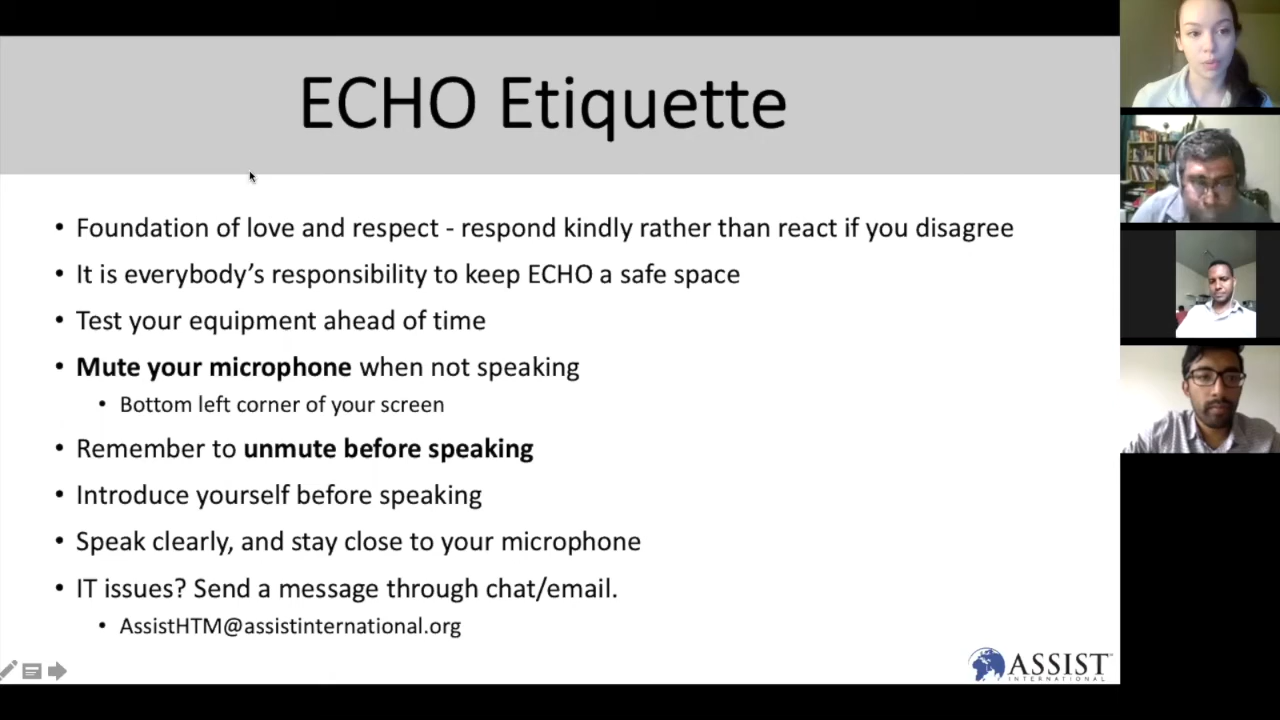 ECHO Etiquette
• Foundation of love and respect - respond kindly rather than react if you disagree
• It is everybody’s responsibility to keep ECHO a safe space
• Test your equipment ahead of time
• Mute your microphone when not speaking
• Bottom left corner of your screen
• Remember to unmute before speaking
• Introduce yourself before speaking
• Speak clearly, and stay close to your microphone
• IT issues? Send a message through chat/email.
• AssistHTM@assistinternational.org
ASSIST
INTERNATIONAL